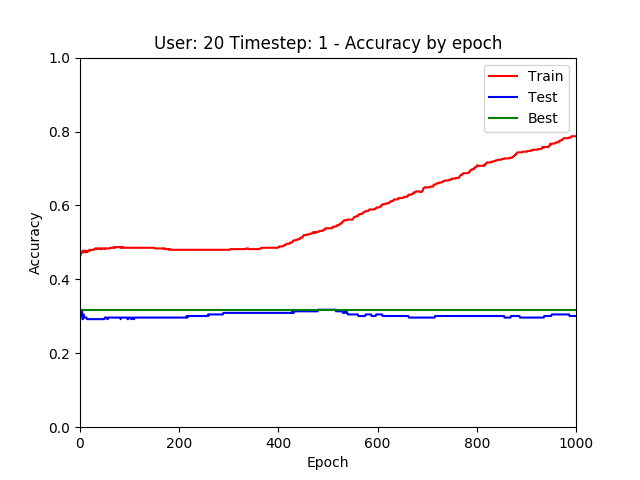 User: 20 Timestep: 1 - Accuracy by epoch
Train
Test
Best
Accuracy
1.0
0.8
0.6
0.4
0.2
0.0
0 200 400 600 800 1000
Epoch